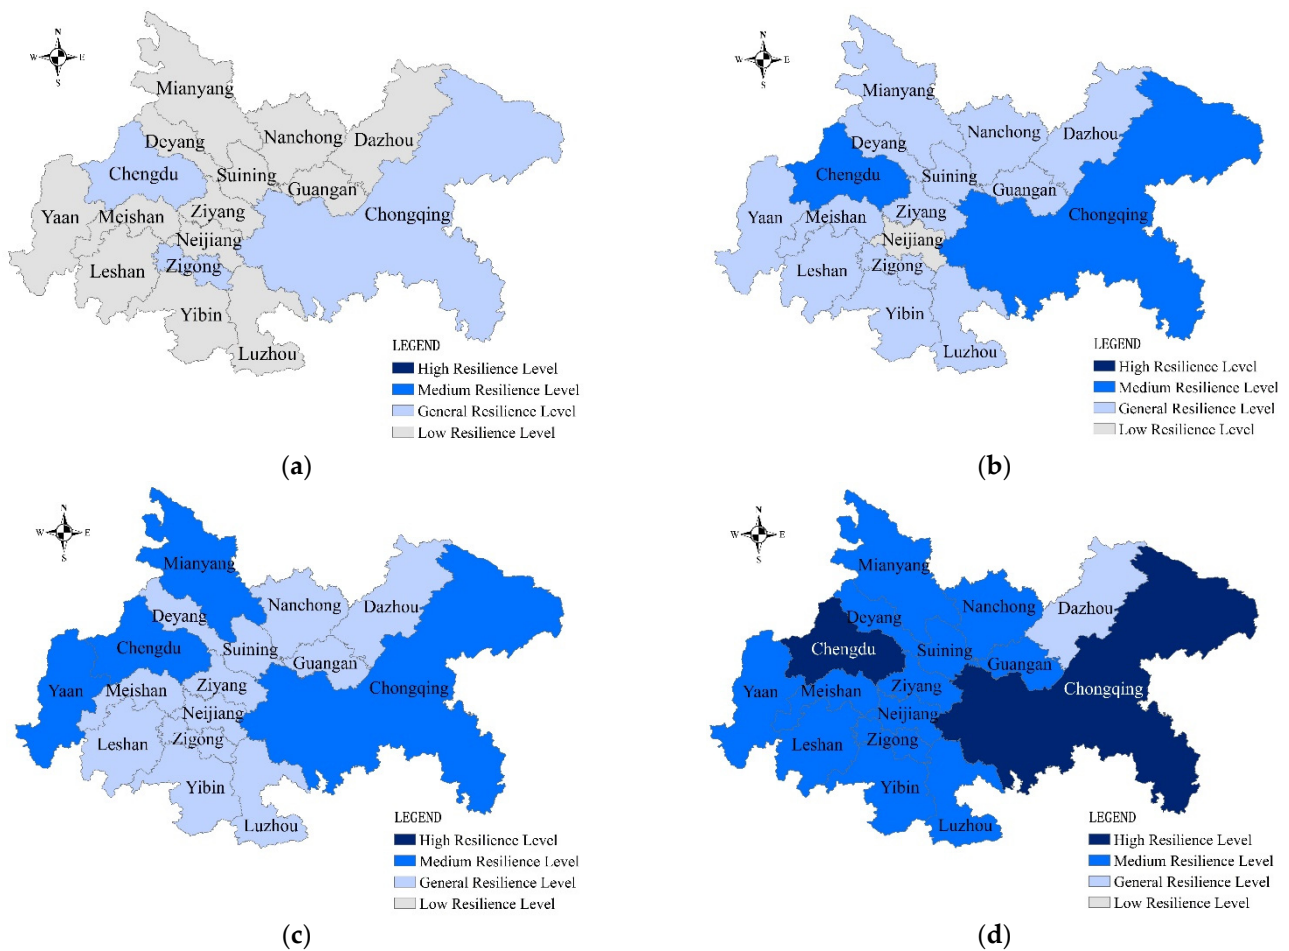 N
W E
S
Mianyang
Deyang
Nanchong
Dazhou
Chengdu
Suining
Guangan
Yaan
Meishan
Ziyang
Chongqing
Neijiang
Leshan
Zigong
Yibin
Luzhou
LEGEND
High Resilience Level
Medium Resilience Level
General Resilience Level
Low Resilience Level
(a)
N
W E
S
Mianyang
Deyang
Nanchong
Dazhou
Chengdu
Suining
Guangan
Yaan
Meishan
Ziyang
Chongqing
Neijiang
Leshan
Zigong
Yibin
Luzhou
LEGEND
High Resilience Level
Medium Resilience Level
General Resilience Level
Low Resilience Level
(b)
N
W E
S
Mianyang
Deyang
Nanchong
Dazhou
Chengdu
Suining
Guangan
Yaan
Meishan
Ziyang
Chongqing
Neijiang
Leshan
Zigong
Yibin
Luzhou
LEGEND
High Resilience Level
Medium Resilience Level
General Resilience Level
Low Resilience Level
(c)
N
W E
S
Mianyang
Deyang
Nanchong
Dazhou
Chengdu
Suining
Guangan
Yaan
Meishan
Ziyang
Chongqing
Neijiang
Leshan
Zigong
Yibin
Luzhou
LEGEND
High Resilience Level
Medium Resilience Level
General Resilience Level
Low Resilience Level
(d)